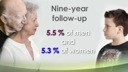 Nine-year
follow-up
5.5 % of men
and
5.3 % of women